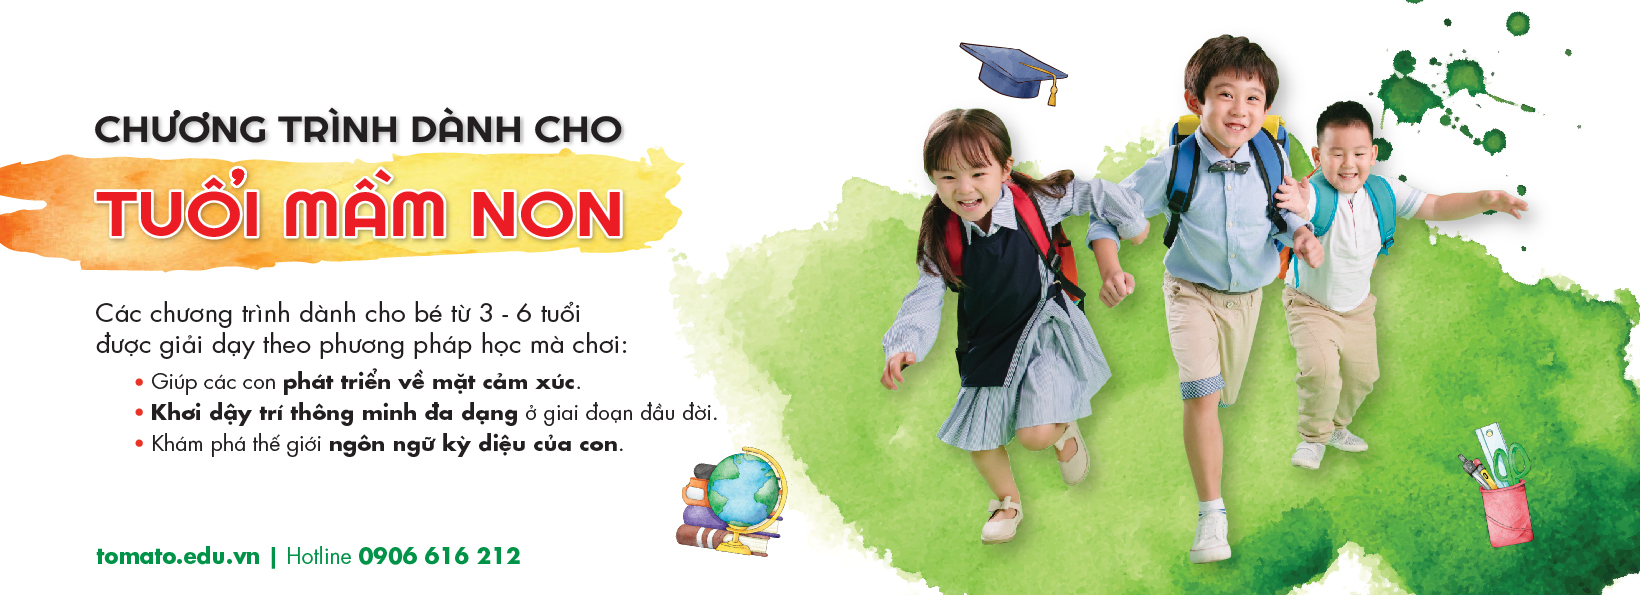 CHƯƠNG TRÌNH DÀNH CHO
TUỔI MẦM NON
Các chương trình dành cho bé từ 3 - 6 tuổi
được giải dạy theo phương pháp học mà chơi:
• Giúp các con phát triển về mặt cảm xúc.
• Khơi dậy trí thông minh đa dạng ở giai đoạn đầu đời.
• Khám phá thế giới ngôn ngữ kỳ diệu của con.
tomato.edu.vn | Hotline 0906 616 212